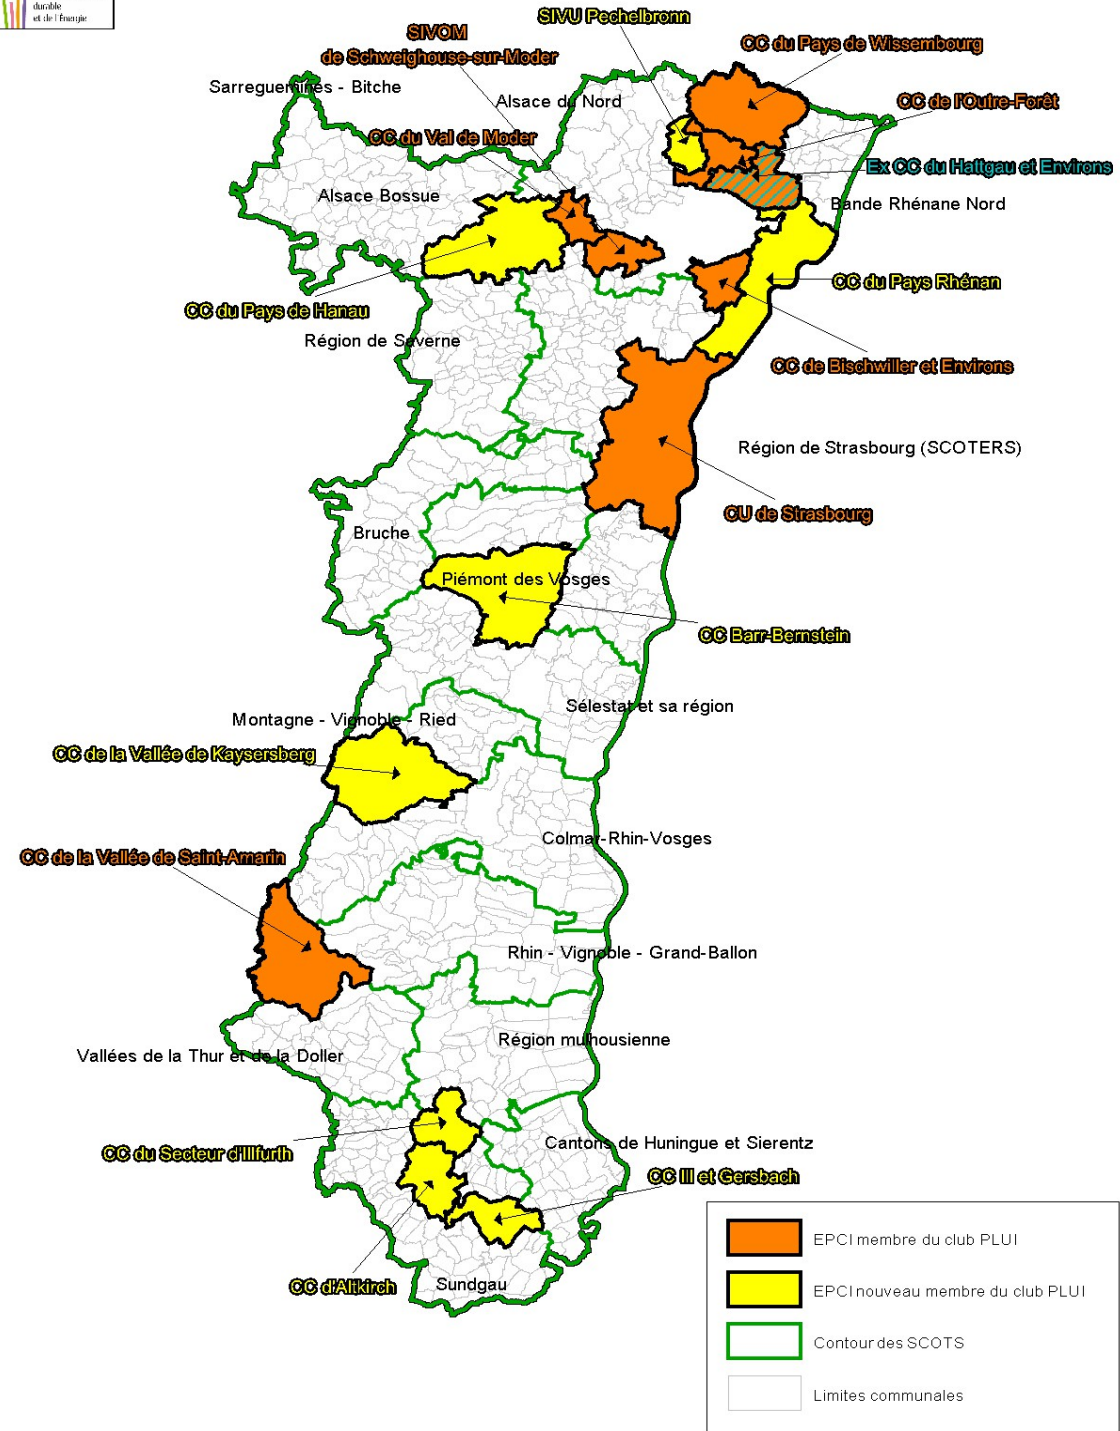 durable
et de l'Énergie
SIVU Pechelbronn
SIVOM
de Schweighouse-sur-Moder
CC du Pays de Wissembourg
Sarreguemines - Bitche
Alsace du Nord
CC de l'Outre-Forêt
CC du Val de Moder
Ex CC du Hattgau et Environs
Alsace Bossue
Bande Rhénane Nord
CC du Pays Rhénan
CC du Pays de Hanau
Région de Saverne
CC de Bischwiller et Environs
Région de Strasbourg (SCOTERS)
CU de Strasbourg
Bruche
Piémont des Vosges
CC Barr-Bernstein
Sélestat et sa région
Montagne - Vignoble - Ried
CC de la Vallée de Kaysersberg
Colmar-Rhin-Vosges
CC de la Vallée de Saint-Amarin
Rhin - Vignoble - Grand-Ballon
Région mulhousienne
Vallées de la Thur et de la Doller
Cantons de Huningue et Sierentz
CC du Secteur d'Illfurth
CC Ill et Gersbach
CC d'Altkirch
Sundgau
EPCI membre du club PLUI
EPCI nouveau membre du club PLUI
Contour des SCOTS
Limites communales